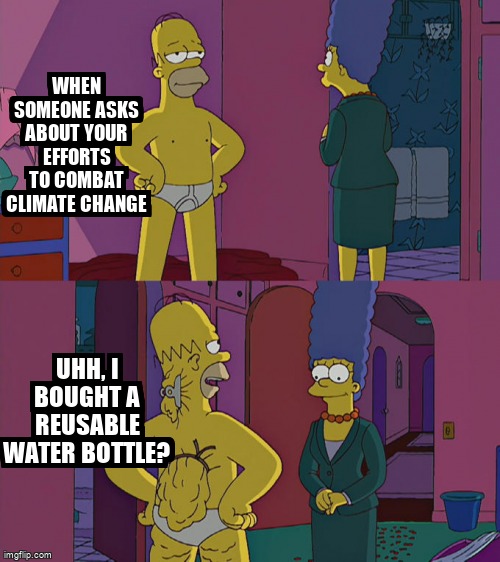 WHEN
SOMEONE ASKS
ABOUT YOUR
EFFORTS
TO COMBAT
CLIMATE CHANGE
UHH, I
BOUGHT A
REUSABLE
WATER BOTTLE?
imgflip.com